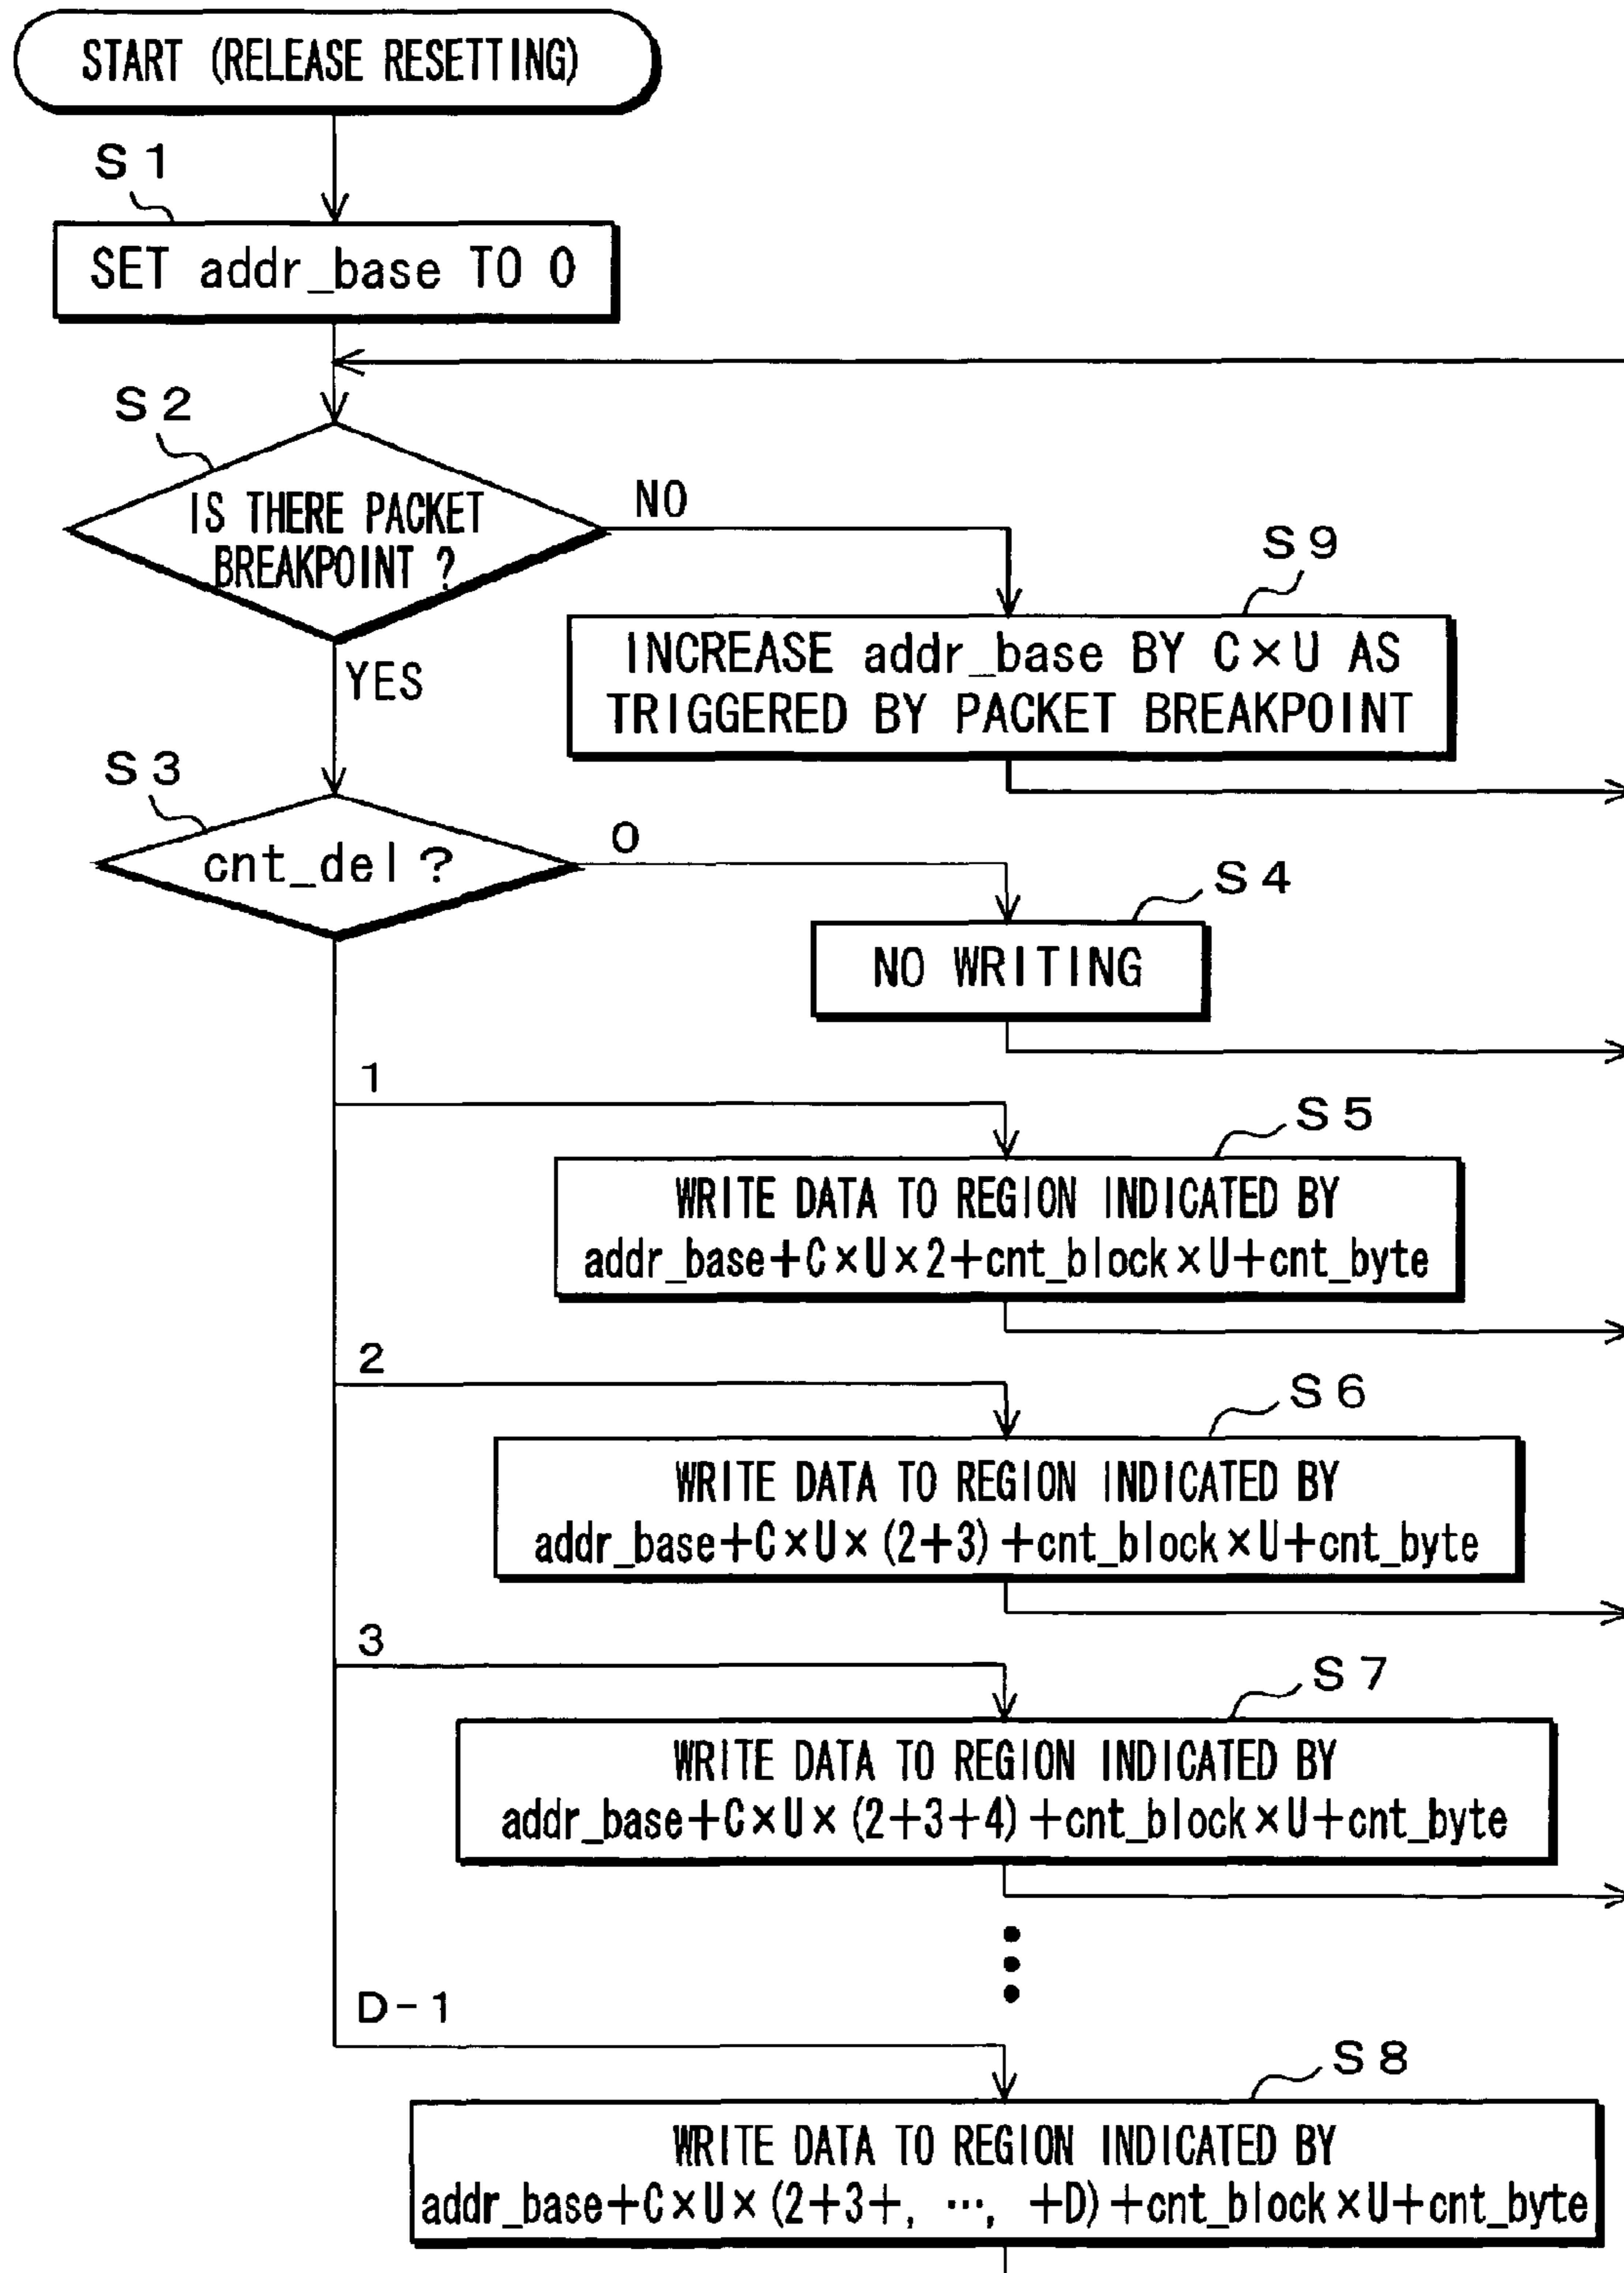 START (RELEASE RESETTING)
S1
SET addr_base TO 0
S2
IS THERE PACKET
BREAKPOINT ?
NO
YES
S9
INCREASE addr_base BY C×U AS
TRIGGERED BY PACKET BREAKPOINT
S3
cnt_del ?
0
S4
NO WRITING
1
S5
WRITE DATA TO REGION INDICATED BY
addr_base+C×U×2+cnt_block×U+cnt_byte
2
S6
WRITE DATA TO REGION INDICATED BY
addr_base+C×U×(2+3)+cnt_block×U+cnt_byte
3
S7
WRITE DATA TO REGION INDICATED BY
addr_base+C×U×(2+3+4)+cnt_block×U+cnt_byte
D-1
S8
WRITE DATA TO REGION INDICATED BY
addr_base+C×U×(2+3+, ⋯, +D)+cnt_block×U+cnt_byte